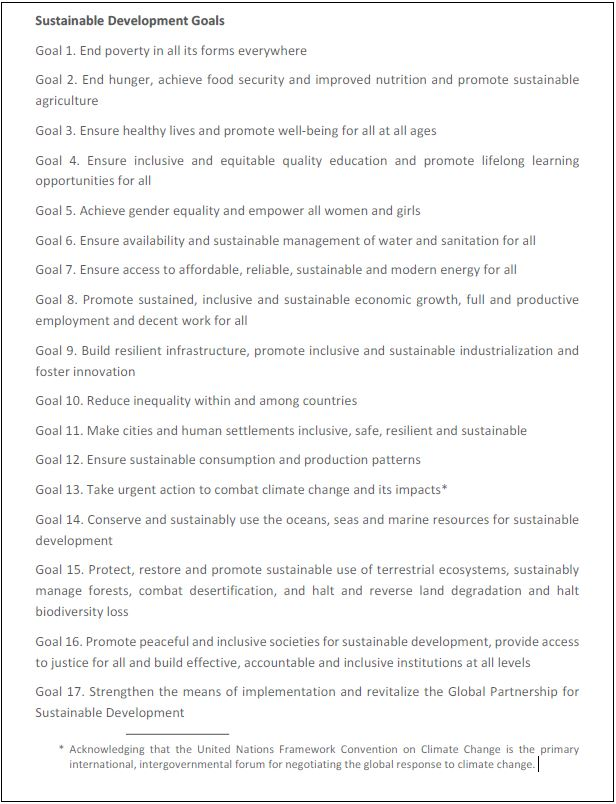 Sustainable Development Goals
Goal 1. End poverty in all its forms everywhere
Goal 2. End hunger, achieve food security and improved nutrition and promote sustainable
agriculture
Goal 3. Ensure healthy lives and promote well-being for all at all ages
Goal 4. Ensure inclusive and equitable quality education and promote lifelong learning
opportunities for all
Goal 5. Achieve gender equality and empower all women and girls
Goal 6. Ensure availability and sustainable management of water and sanitation for all
Goal 7. Ensure access to affordable, reliable, sustainable and modern energy for all
Goal 8. Promote sustained, inclusive and sustainable economic growth, full and productive
employment and decent work for all
Goal 9. Build resilient infrastructure, promote inclusive and sustainable industrialization and
foster innovation
Goal 10. Reduce inequality within and among countries
Goal 11. Make cities and human settlements inclusive, safe, resilient and sustainable
Goal 12. Ensure sustainable consumption and production patterns
Goal 13. Take urgent action to combat climate change and its impacts*
Goal 14. Conserve and sustainably use the oceans, seas and marine resources for sustainable
development
Goal 15. Protect, restore and promote sustainable use of terrestrial ecosystems, sustainably
manage forests, combat desertification, and halt and reverse land degradation and halt
biodiversity loss
Goal 16. Promote peaceful and inclusive societies for sustainable development, provide access
to justice for all and build effective, accountable and inclusive institutions at all levels
Goal 17. Strengthen the means of implementation and revitalize the Global Partnership for
Sustainable Development
* Acknowledging that the United Nations Framework Convention on Climate Change is the primary
international, intergovernmental forum for negotiating the global response to climate change.